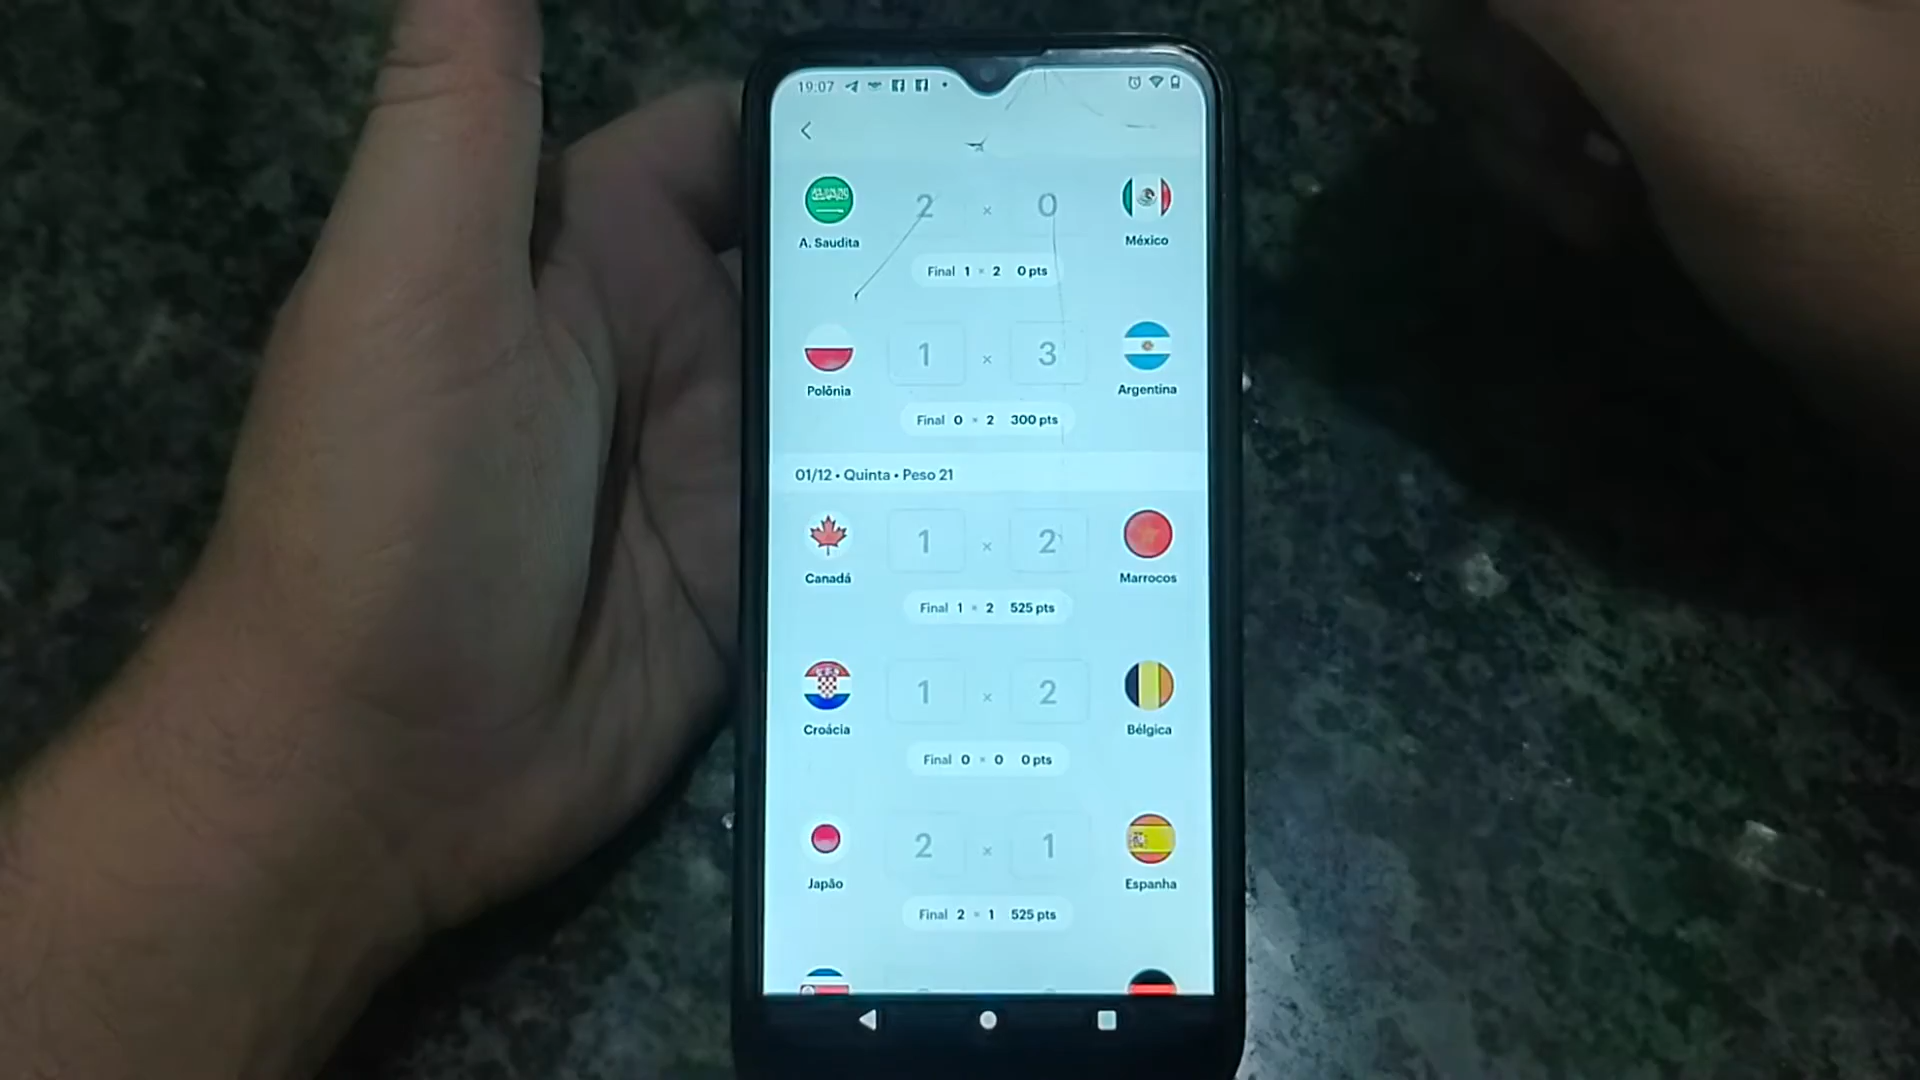 19:07
2 × 0
A. Saudita México
Final 1 × 2 0 pts
1 × 3
Polônia Argentina
Final 0 × 2 300 pts
01/12 • Quinta • Peso 21
1 × 2
Canadá Marrocos
Final 1 × 2 525 pts
1 × 2
Croácia Bélgica
Final 0 × 0 0 pts
2 × 1
Japão Espanha
Final 2 × 1 525 pts